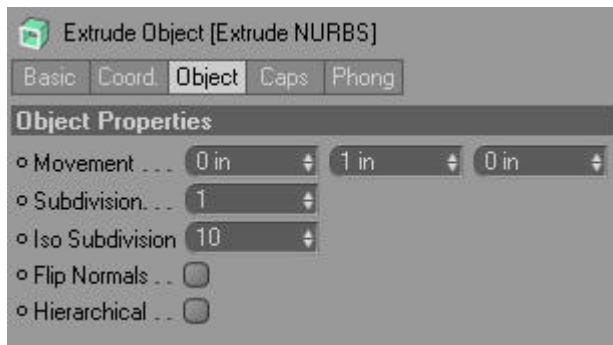 Extrude Object [Extrude NURBS]
Basic Coord. Object Caps Phong
Object Properties
Movement . . . . 0 in 1 in 0 in
Subdivision. . . 1
Iso Subdivision 10
Flip Normals . .
Hierarchical . .